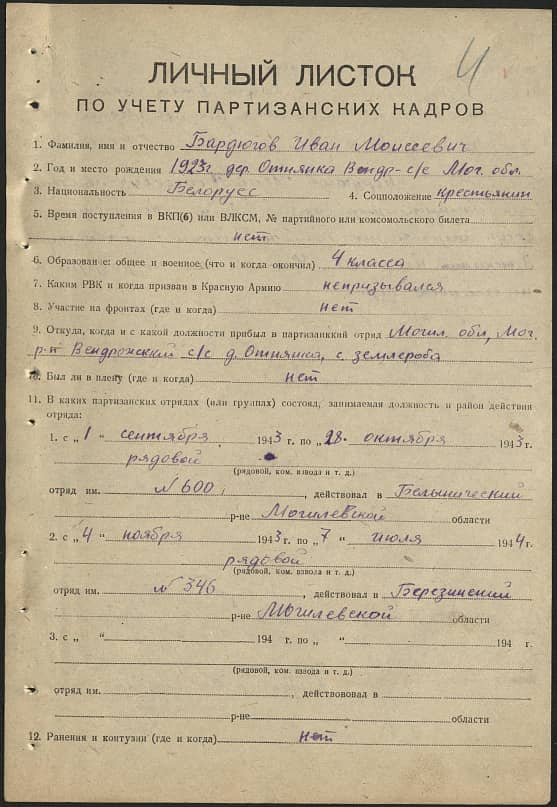 4
ЛИЧНЫЙ ЛИСТОК
ПО УЧЕТУ ПАРТИЗАНСКИХ КАДРОВ
1. Фамилия, имя и отчество Бардюгов Иван Моисеевич
2. Год и место рождения 1927г. дер. Отиянка Вендр- с/с Мог. обл.
3. Национальность Белорусс 4. Соцположение крестьянин
5. Время поступления в ВКП(б) или ВЛКСМ, № партийного или комсомольского билета
нет
6. Образование: общее и военное (что и когда окончил) 4 класса
7. Каким РВК и когда призван в Красную Армию непризывался
8. Участие на фронтах (где и когда) нет
9. Откуда, когда и с какой должности прибыл в партизанский отряд Могил. обл, Мог.
р-н Вендрожский с/с д. Отиянка, с. землероба
10. Был ли в плену (где и когда) нет
11. В каких партизанских отрядах (или группах) состоял, занимаемая должность и район действия
отряда:
1. с „1“ сентября 1943 г. по „28“ октября 1943 г.
рядовой
(рядовой, ком. взвода и т. д.)
отряд им. № 600, действовал в Белыничский
р-не Могилевской области
2. с „4“ ноября 1943 г. по „7“ июля 1944 г.
рядовой
(рядовой, ком. взвода и т. д.)
отряд им. № 346, действовал в Березинский
р-не Могилевской области
3. с „ “ 194 г. по „ “ 194 г.
(рядовой, ком. взвода и т. д.)
отряд им. , действововал в
р-не области
12. Ранения и контузии (где и когда) нет